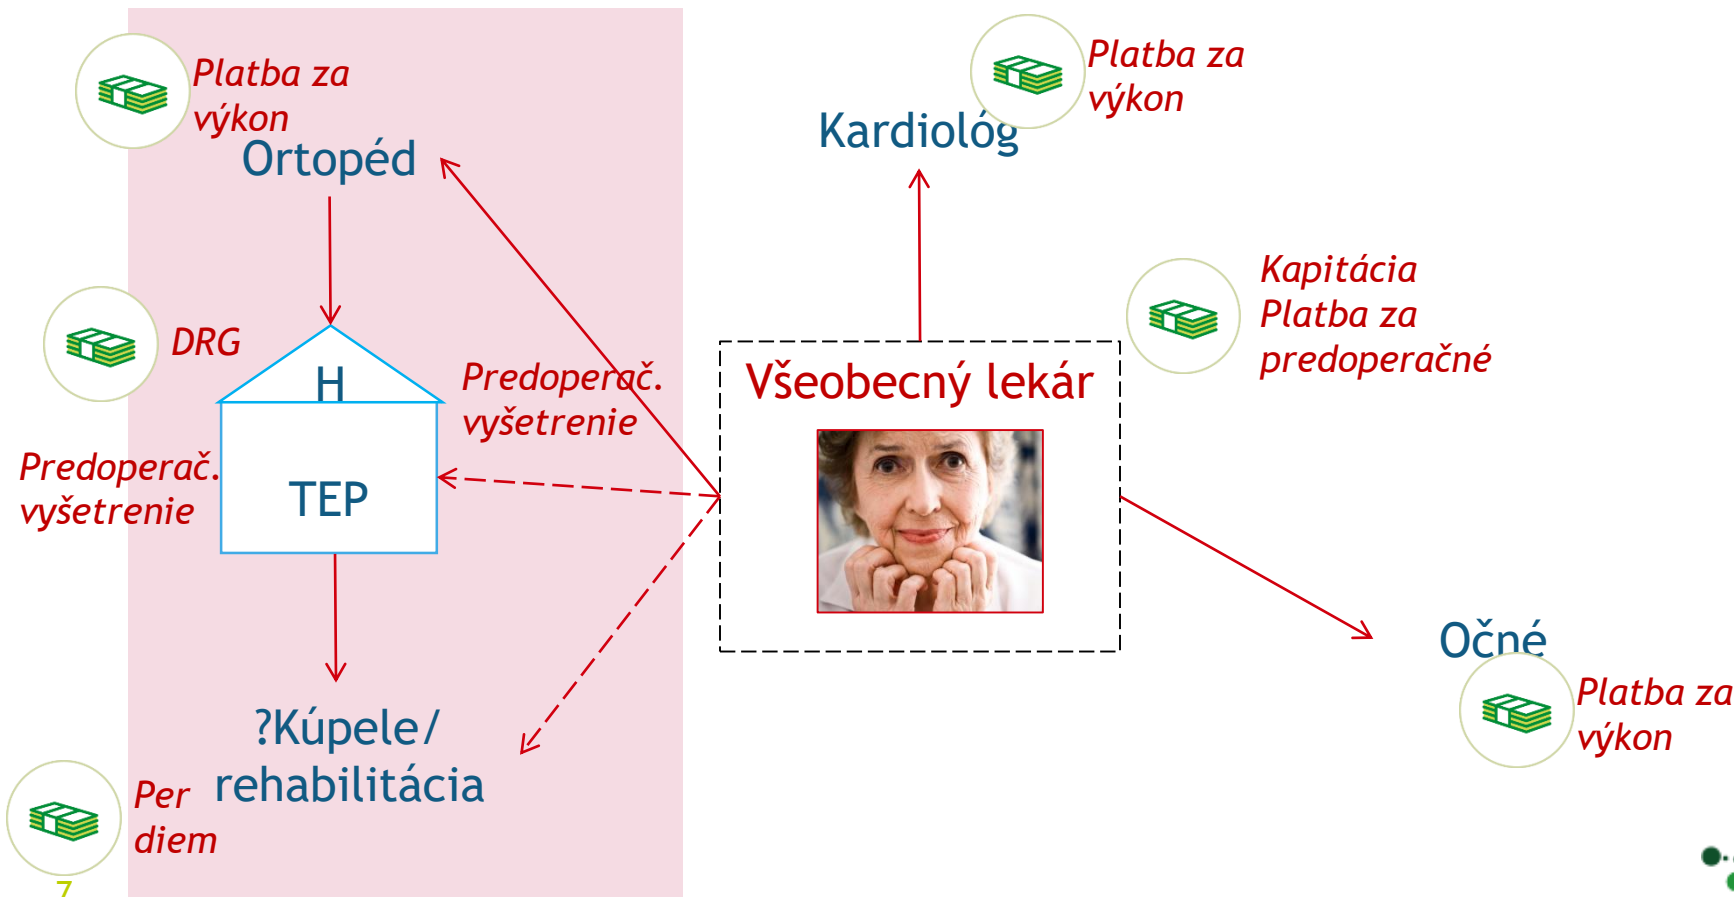 Platba za
výkon
Ortopéd
DRG
H
TEP
Predoperač.
vyšetrenie
Predoperač.
vyšetrenie
?Kúpele/
rehabilitácia
Per
diem
7
Platba za
výkon
Kardiológ
Kapitácia
Platba za
predoperačné
Všeobecný lekár
Očné
Platba za
výkon